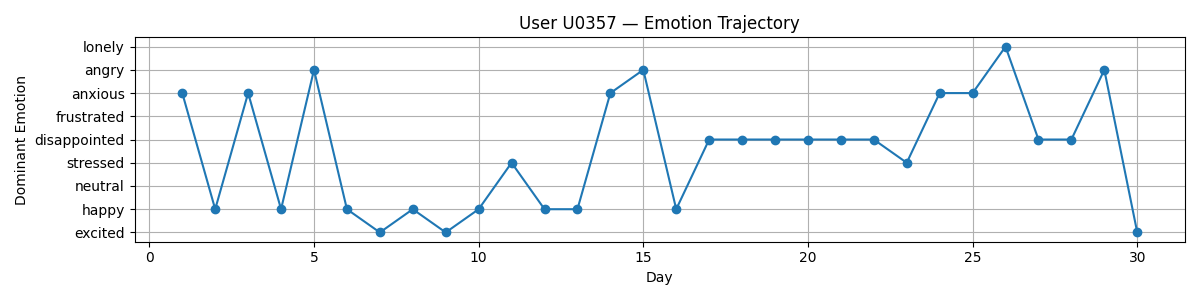 User U0357 — Emotion Trajectory
Dominant Emotion
lonely
angry
anxious
frustrated
disappointed
stressed
neutral
happy
excited
0 5 10 15 20 25 30
Day